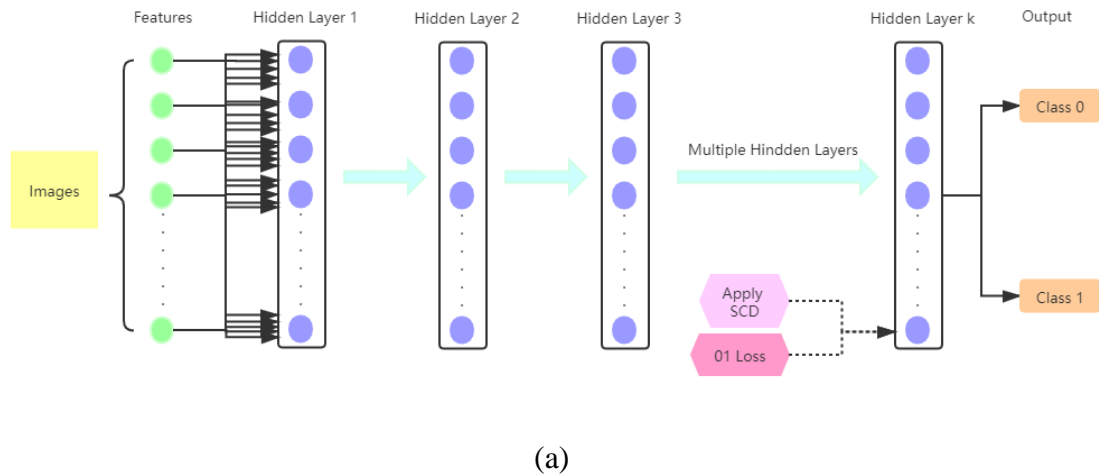 Features
Hidden Layer 1
Hidden Layer 2
Hidden Layer 3
Hidden Layer k
Output
Images
Multiple Hindden Layers
Class 0
Apply
SCD
01 Loss
Class 1
(a)